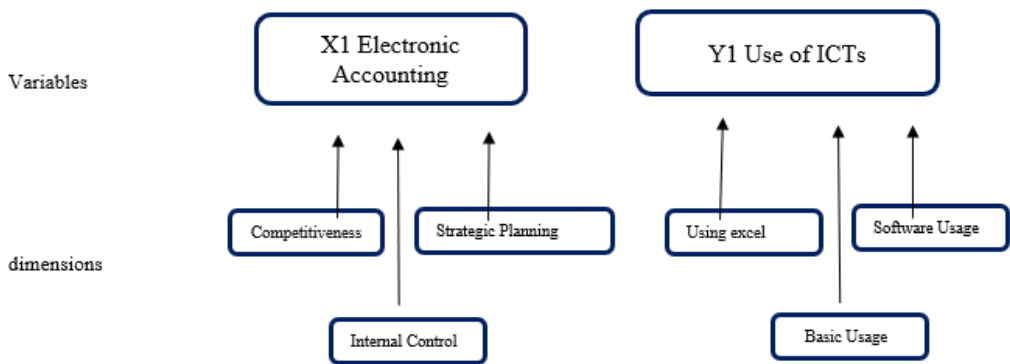 X1 Electronic
Accounting
Y1 Use of ICTs
Variables
Competitiveness
Strategic Planning
Using excel
Software Usage
dimensions
Internal Control
Basic Usage